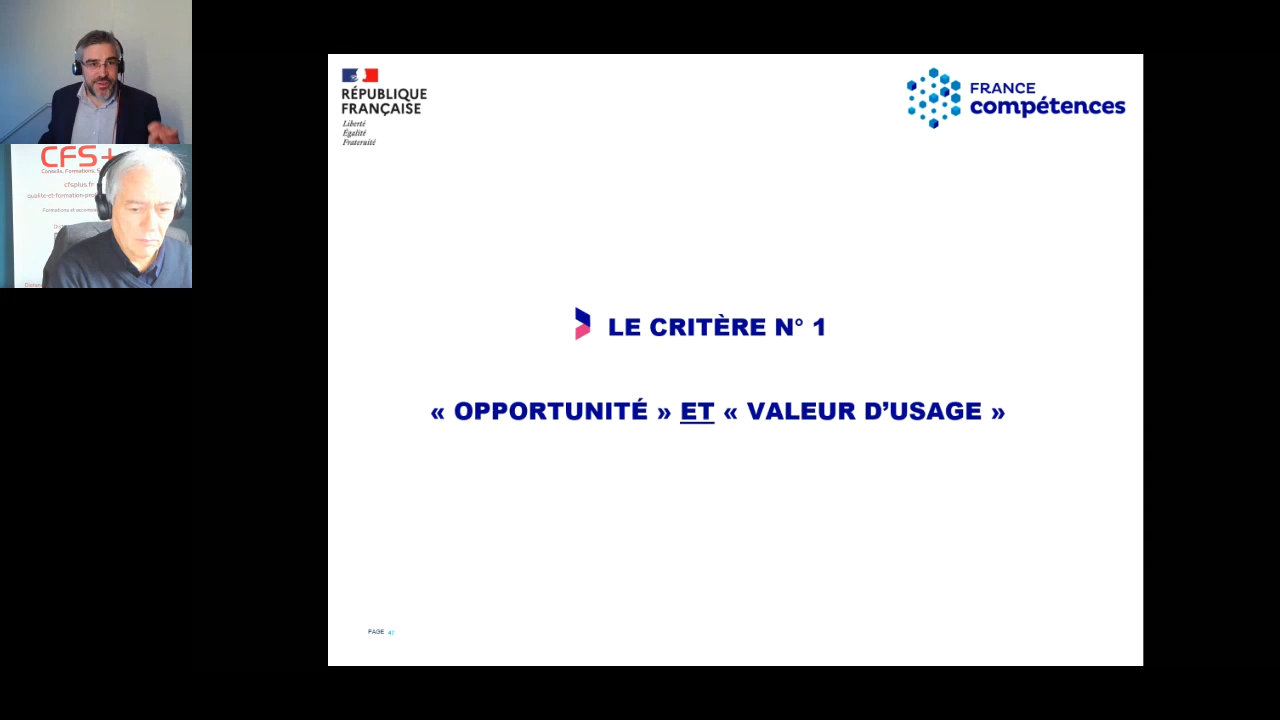 CFS+
cfsplus.fr
RÉPUBLIQUE
FRANÇAISE
Liberté
Égalité
Fraternité
FRANCE
compétences
LE CRITÈRE N° 1
« OPPORTUNITÉ » ET « VALEUR D’USAGE »
PAGE